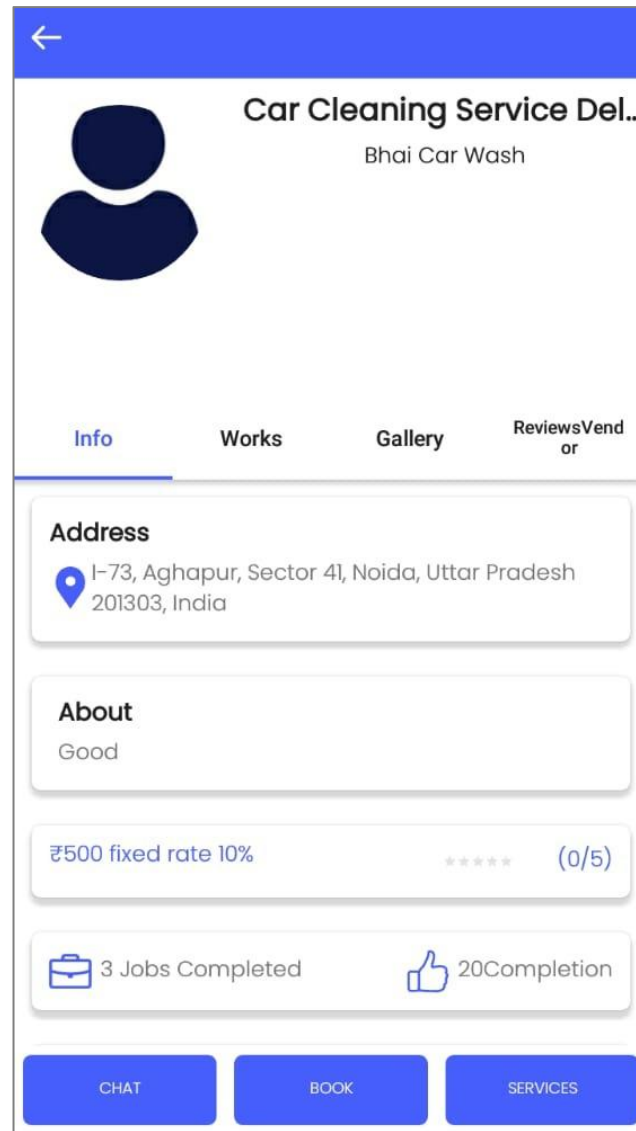 Car Cleaning Service Del..
Bhai Car Wash
Info
Works
Gallery
ReviewsVend
or
Address
I-73, Aghapur, Sector 41, Noida, Uttar Pradesh
201303, India
About
Good
₹500 fixed rate 10%
(0/5)
3 Jobs Completed
20Completion
CHAT
BOOK
SERVICES